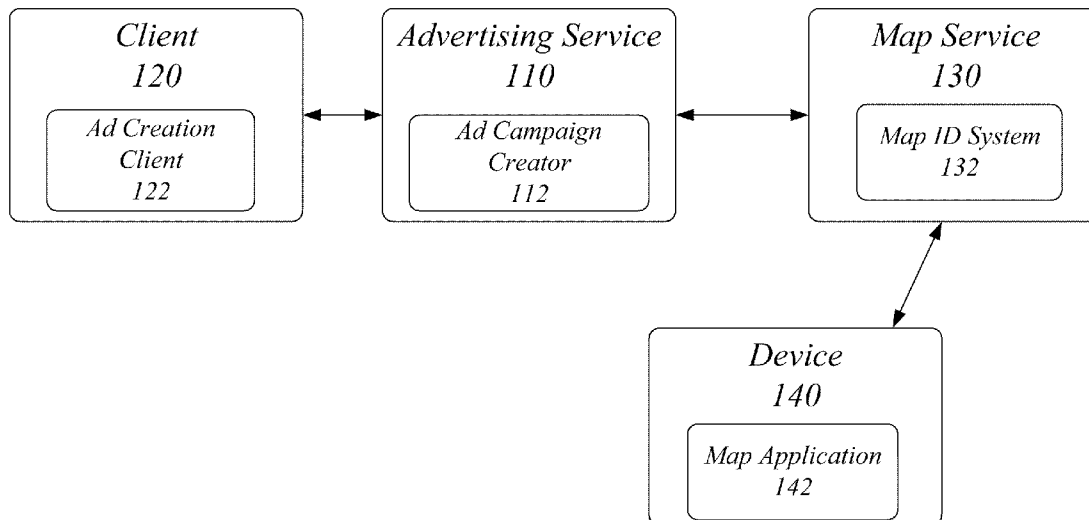 Client
120
Ad Creation
Client
122
Advertising Service
110
Ad Campaign
Creator
112
Map Service
130
Map ID System
132
Device
140
Map Application
142